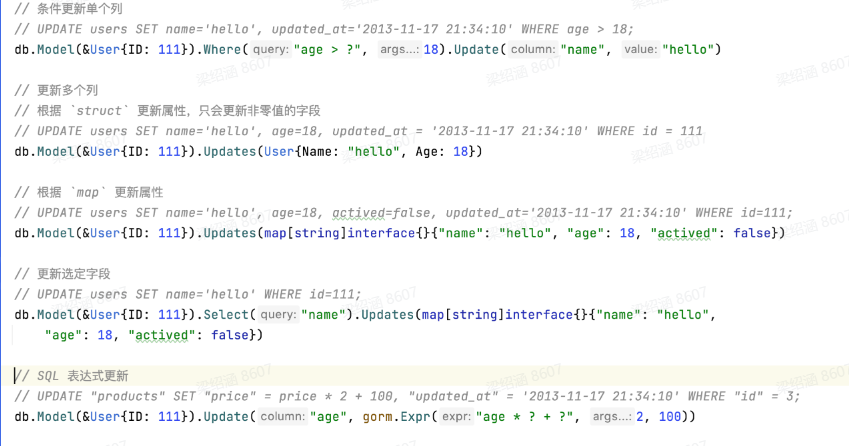 // 条件更新单个列
// UPDATE users SET name='hello', updated_at='2013-11-17 21:34:10' WHERE age > 18;
db.Model(&User{ID: 111}).Where( query: "age > ?", args...: 18).Update( column: "name", value: "hello")
// 更新多个列
// 根据 `struct` 更新属性，只会更新非零值的字段
// UPDATE users SET name='hello', age=18, updated_at = '2013-11-17 21:34:10' WHERE id = 111
db.Model(&User{ID: 111}).Updates(User{Name: "hello", Age: 18})
// 根据 `map` 更新属性
// UPDATE users SET name='hello', age=18, actived=false, updated_at='2013-11-17 21:34:10' WHERE id=111;
db.Model(&User{ID: 111}).Updates(map[string]interface{}{"name": "hello", "age": 18, "actived": false})
// 更新选定字段
// UPDATE users SET name='hello' WHERE id=111;
db.Model(&User{ID: 111}).Select( query: "name").Updates(map[string]interface{}{"name": "hello",
"age": 18, "actived": false})
// SQL 表达式更新
// UPDATE "products" SET "price" = price * 2 + 100, "updated_at" = '2013-11-17 21:34:10' WHERE "id" = 3;
db.Model(&User{ID: 111}).Update( column: "age", gorm.Expr( expr: "age * ? + ?", args...: 2, 100))
梁绍涵 8607